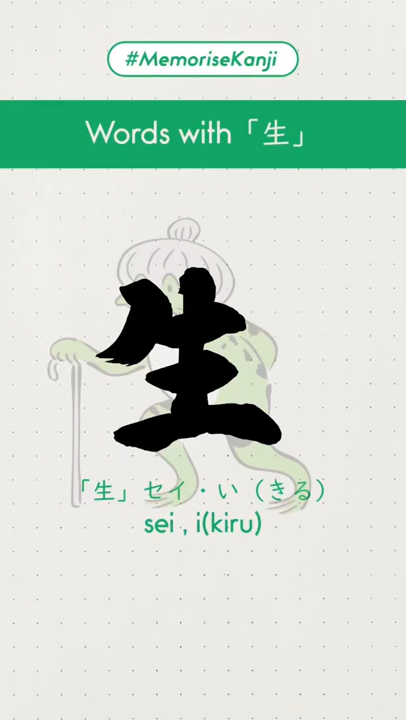 #MemoriseKanji
Words with「生」
生
「生」セイ・い（きる）
sei , i(kiru)